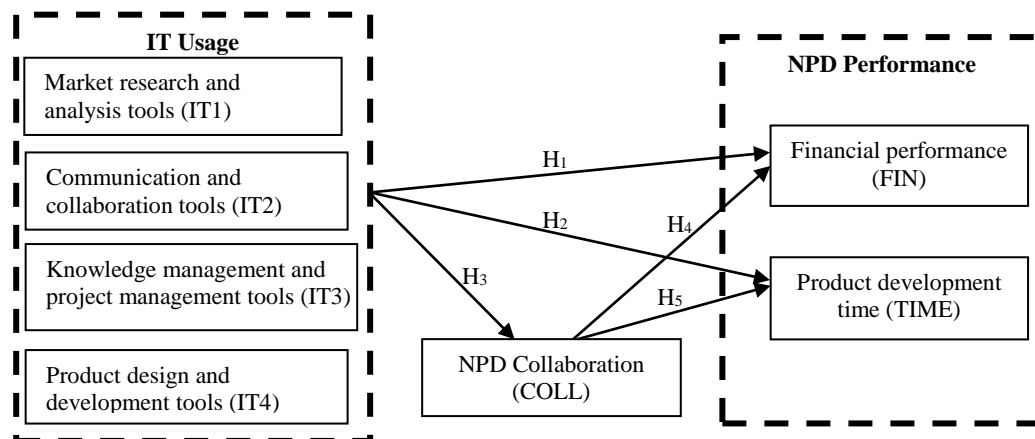 IT Usage
Market research and
analysis tools (IT1)
Communication and
collaboration tools (IT2)
Knowledge management and
project management tools (IT3)
Product design and
development tools (IT4)
H1
H2
H3
H4
H5
NPD Collaboration
(COLL)
NPD Performance
Financial performance
(FIN)
Product development
time (TIME)